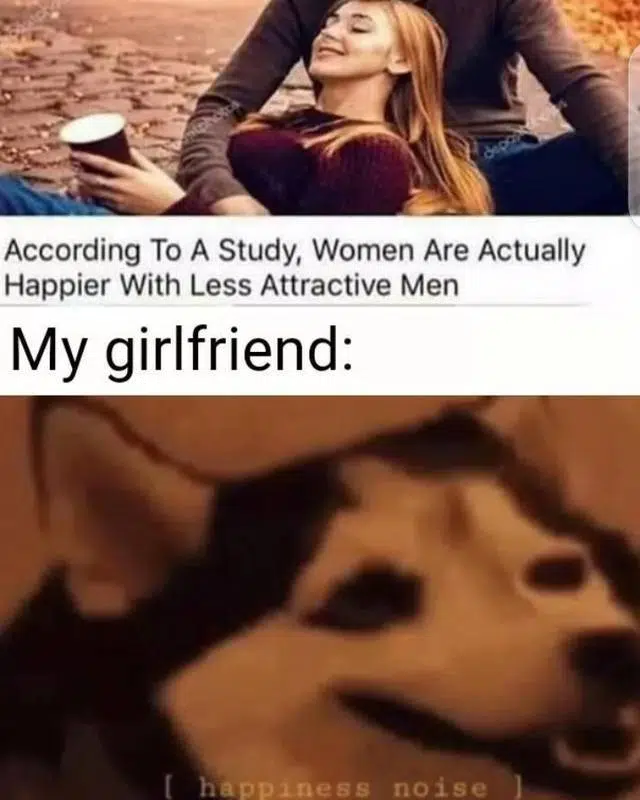 According To A Study, Women Are Actually
Happier With Less Attractive Men
My girlfriend:
[ happiness noise ]